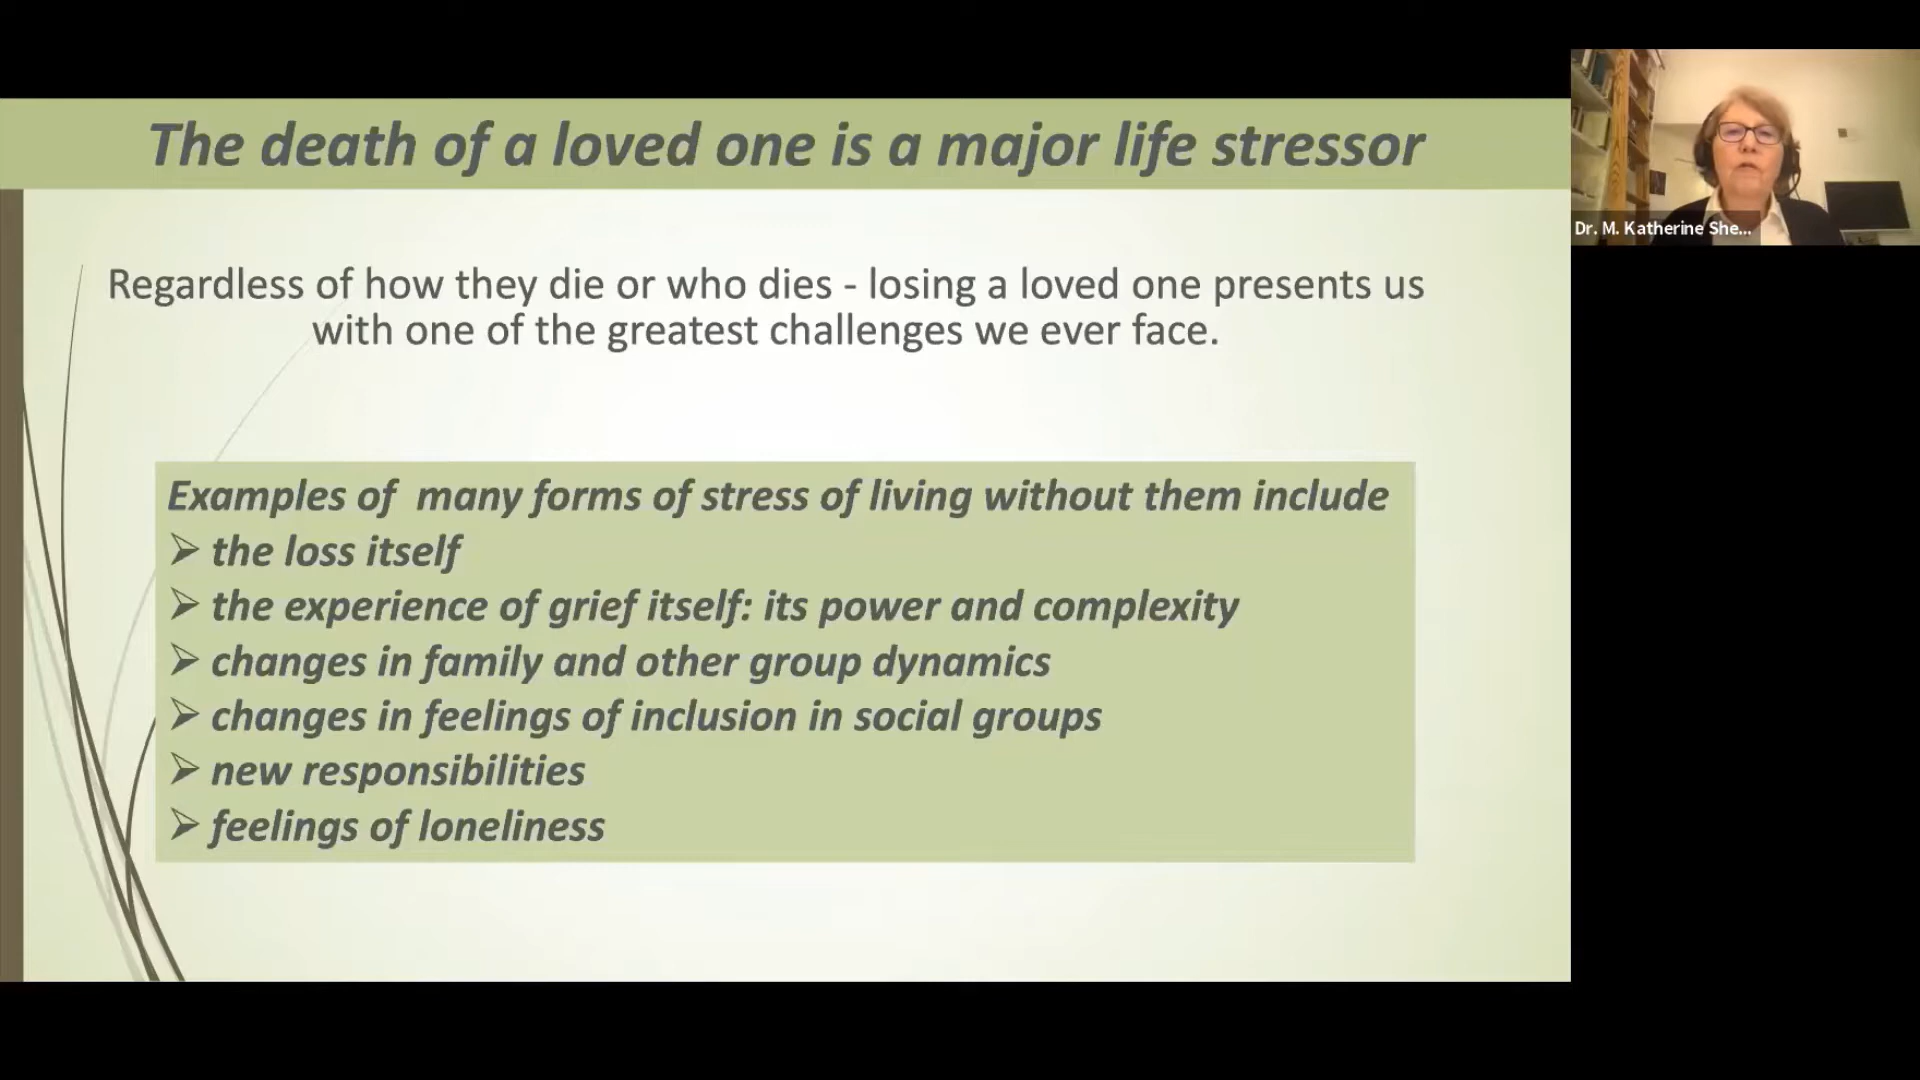 The death of a loved one is a major life stressor
Dr. M. Katherine She...
Regardless of how they die or who dies - losing a loved one presents us
with one of the greatest challenges we ever face.
Examples of many forms of stress of living without them include
➢ the loss itself
➢ the experience of grief itself: its power and complexity
➢ changes in family and other group dynamics
➢ changes in feelings of inclusion in social groups
➢ new responsibilities
➢ feelings of loneliness